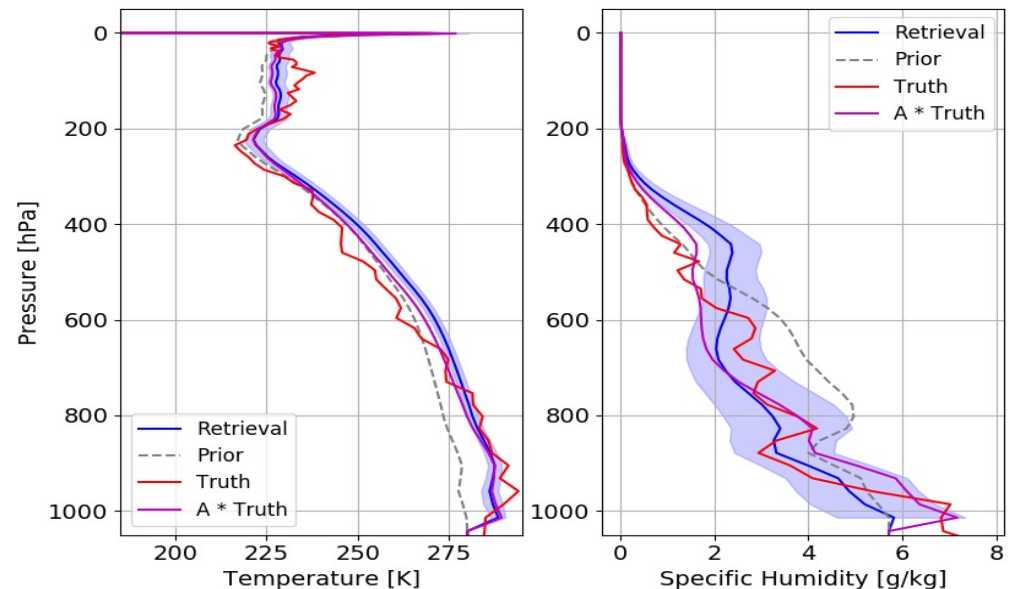 Pressure [hPa]
0
200
400
600
800
1000
200
225
250
275
Temperature [K]
Retrieval
Prior
Truth
A * Truth
0
200
400
600
800
1000
0
2
4
6
8
Specific Humidity [g/kg]
Retrieval
Prior
Truth
A * Truth